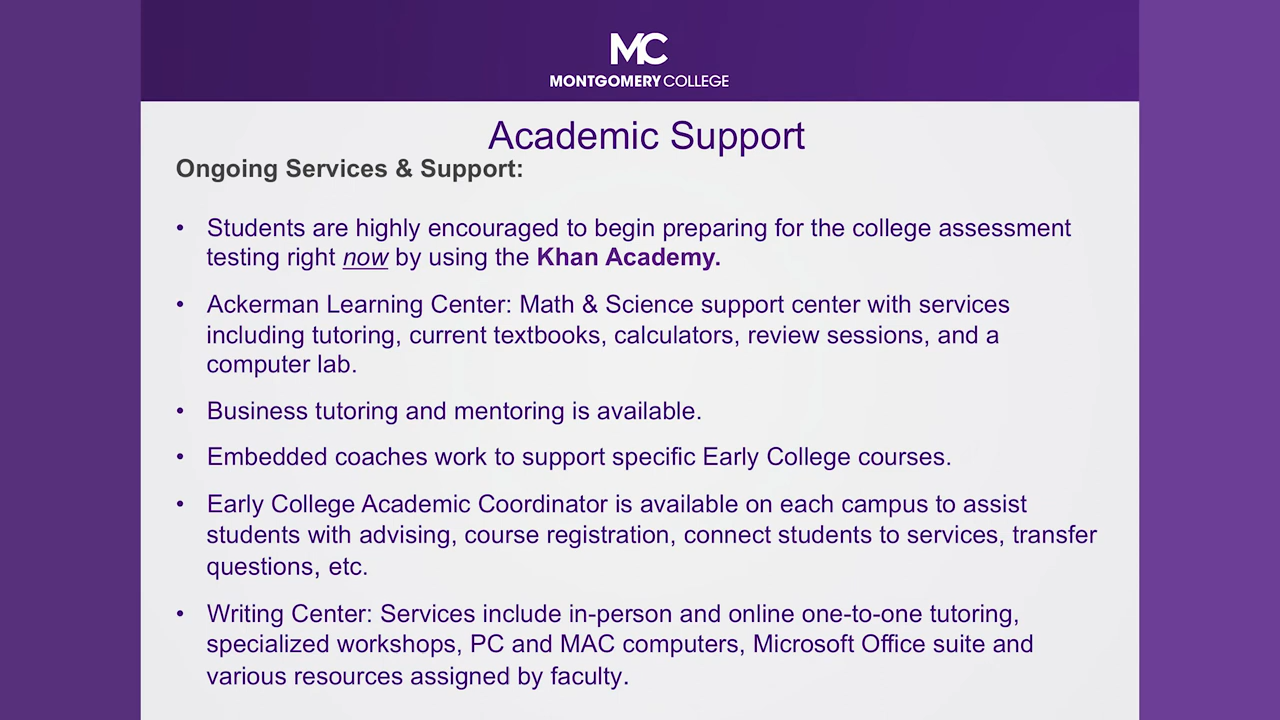 MC
MONTGOMERY COLLEGE
Academic Support
Ongoing Services & Support:
• Students are highly encouraged to begin preparing for the college assessment
testing right now by using the Khan Academy.
• Ackerman Learning Center: Math & Science support center with services
including tutoring, current textbooks, calculators, review sessions, and a
computer lab.
• Business tutoring and mentoring is available.
• Embedded coaches work to support specific Early College courses.
• Early College Academic Coordinator is available on each campus to assist
students with advising, course registration, connect students to services, transfer
questions, etc.
• Writing Center: Services include in-person and online one-to-one tutoring,
specialized workshops, PC and MAC computers, Microsoft Office suite and
various resources assigned by faculty.